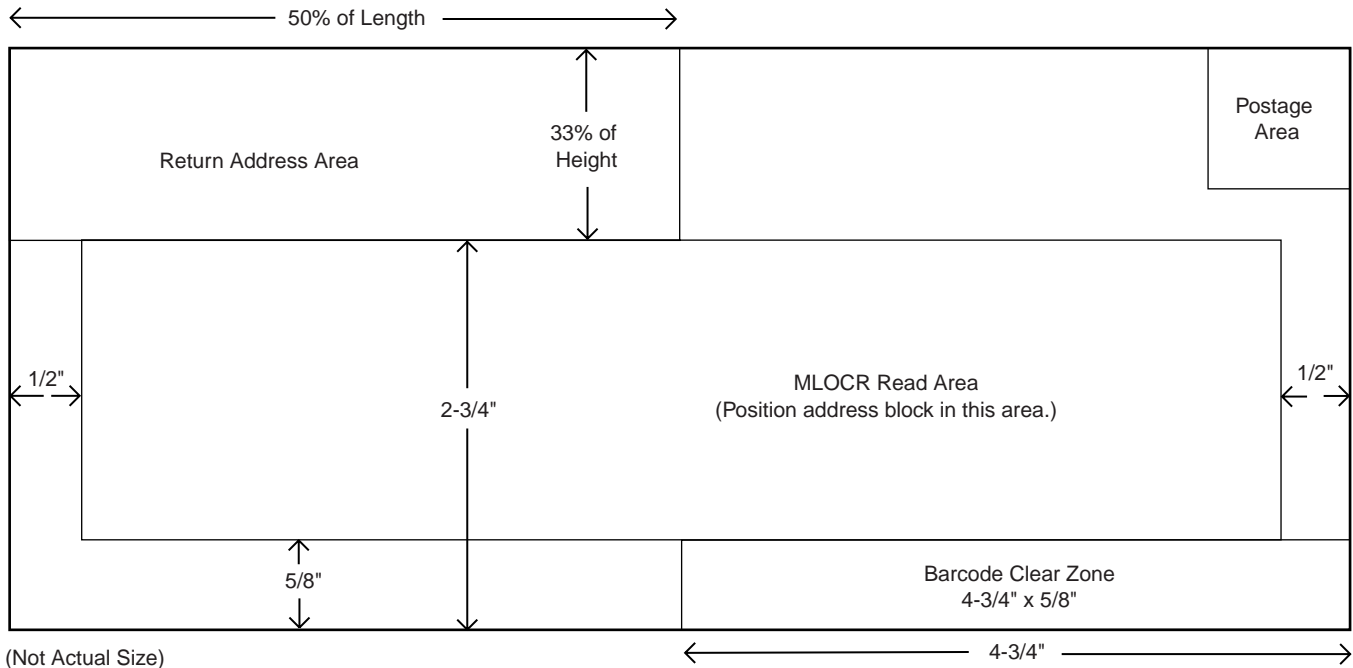 50% of Length
Postage
Area
33% of
Height
Return Address Area
1/2"
2-3/4"
MLOCR Read Area
(Position address block in this area.)
1/2"
5/8"
Barcode Clear Zone
4-3/4" x 5/8"
(Not Actual Size)
4-3/4"